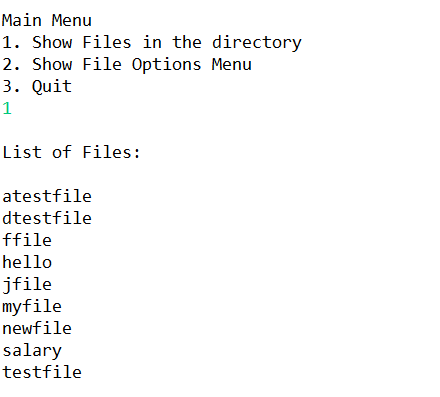 Main Menu
1. Show Files in the directory
2. Show File Options Menu
3. Quit
1
List of Files:
atestfile
dtestfile
ffile
hello
jfile
myfile
newfile
salary
testfile